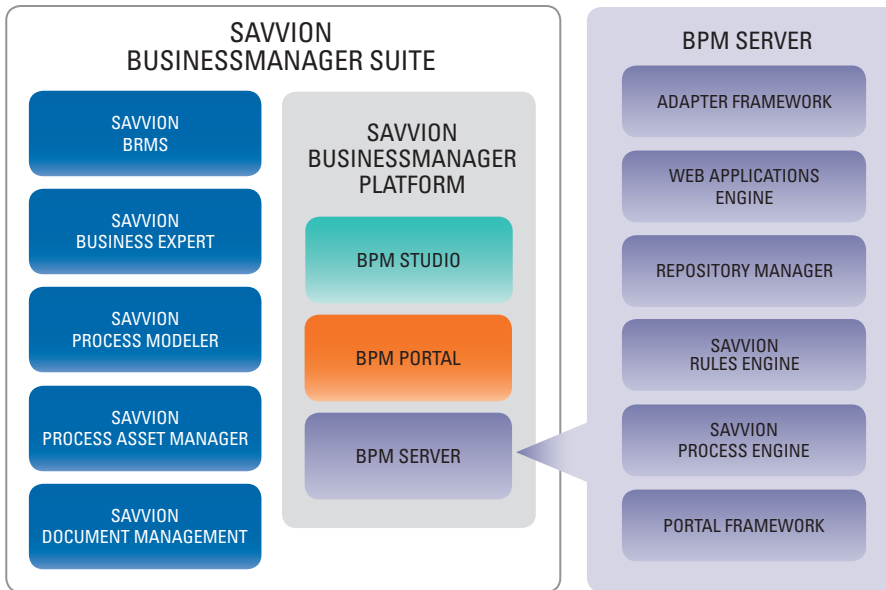 SAVVION
BUSINESSMANAGER SUITE
SAVVION
BRMS
SAVVION
BUSINESS EXPERT
SAVVION
PROCESS MODELER
SAVVION
PROCESS ASSET MANAGER
SAVVION
DOCUMENT MANAGEMENT
SAVVION
BUSINESSMANAGER
PLATFORM
BPM STUDIO
BPM PORTAL
BPM SERVER
BPM SERVER
ADAPTER FRAMEWORK
WEB APPLICATIONS
ENGINE
REPOSITORY MANAGER
SAVVION
RULES ENGINE
SAVVION
PROCESS ENGINE
PORTAL FRAMEWORK